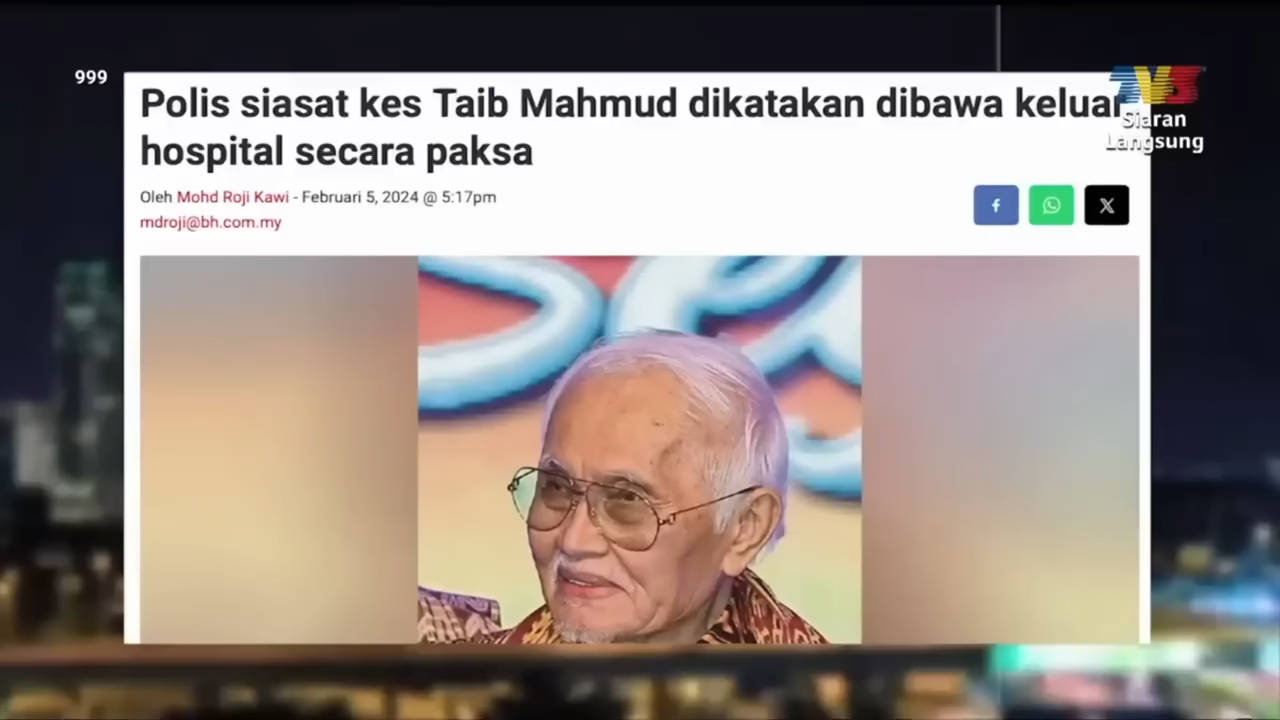 999
Polis siasat kes Taib Mahmud dikatakan dibawa keluar
hospital secara paksa
Oleh Mohd Roji Kawi - Februari 5, 2024 @ 5:17pm
mdroji@bh.com.my
TV3
Siaran
Langsung